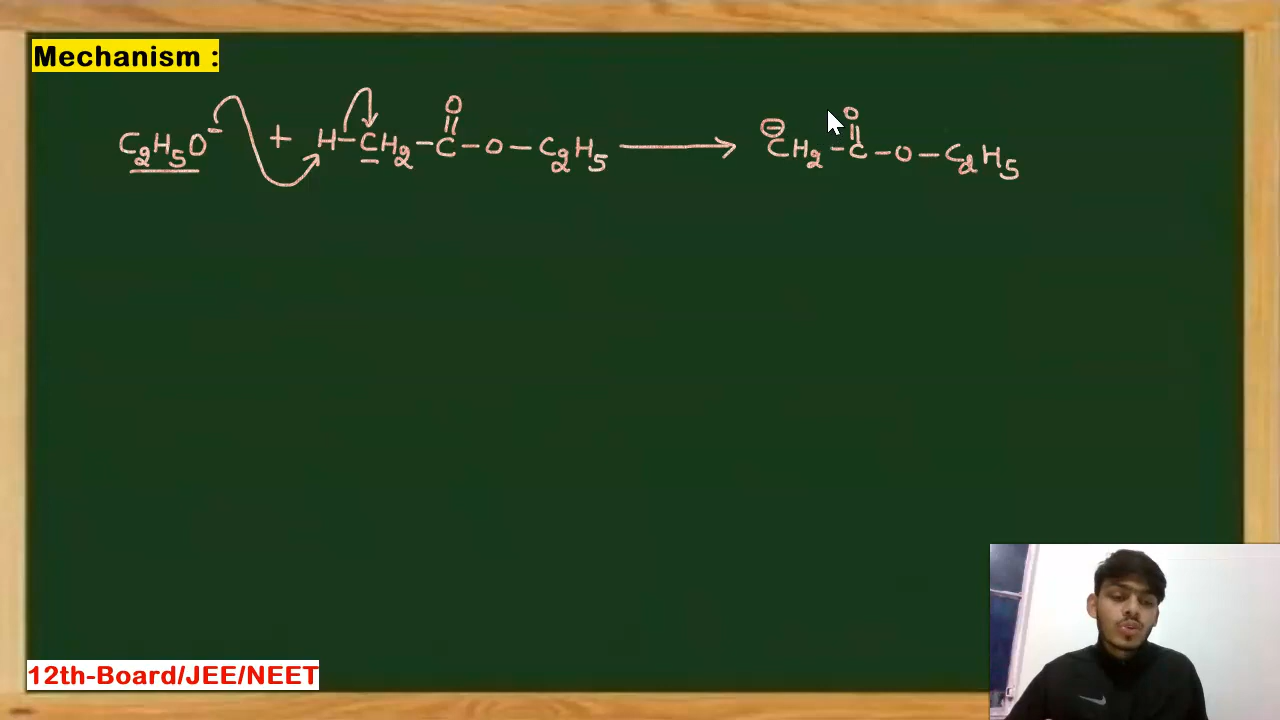 Mechanism :
O O
C₂H₅O⁻ + H–CH₂–C–O–C₂H₅ ⟶ ⊖CH₂–C–O–C₂H₅
12th-Board/JEE/NEET